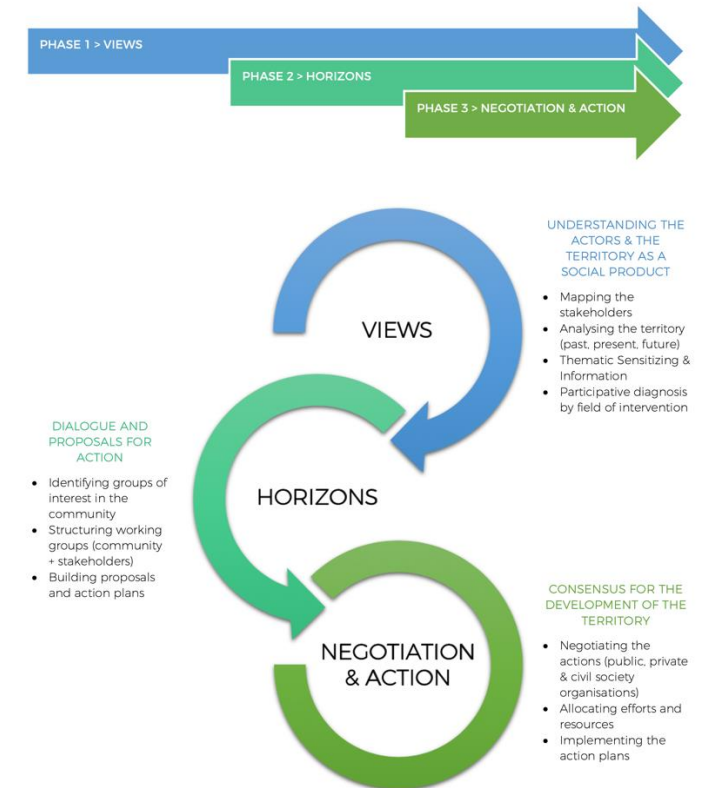 PHASE 1 > VIEWS
PHASE 2 > HORIZONS
PHASE 3 > NEGOTIATION & ACTION
UNDERSTANDING THE
ACTORS & THE
TERRITORY AS A
SOCIAL PRODUCT
• Mapping the
stakeholders
• Analysing the territory
(past, present, future)
• Thematic Sensitizing &
Information
• Participative diagnosis
by field of intervention
VIEWS
DIALOGUE AND
PROPOSALS FOR
ACTION
• Identifying groups of
interest in the
community
• Structuring working
groups (community
+ stakeholders)
• Building proposals
and action plans
HORIZONS
CONSENSUS FOR THE
DEVELOPMENT OF THE
TERRITORY
• Negotiating the
actions (public, private
& civil society
organisations)
• Allocating efforts and
resources
• Implementing the
action plans
NEGOTIATION
& ACTION